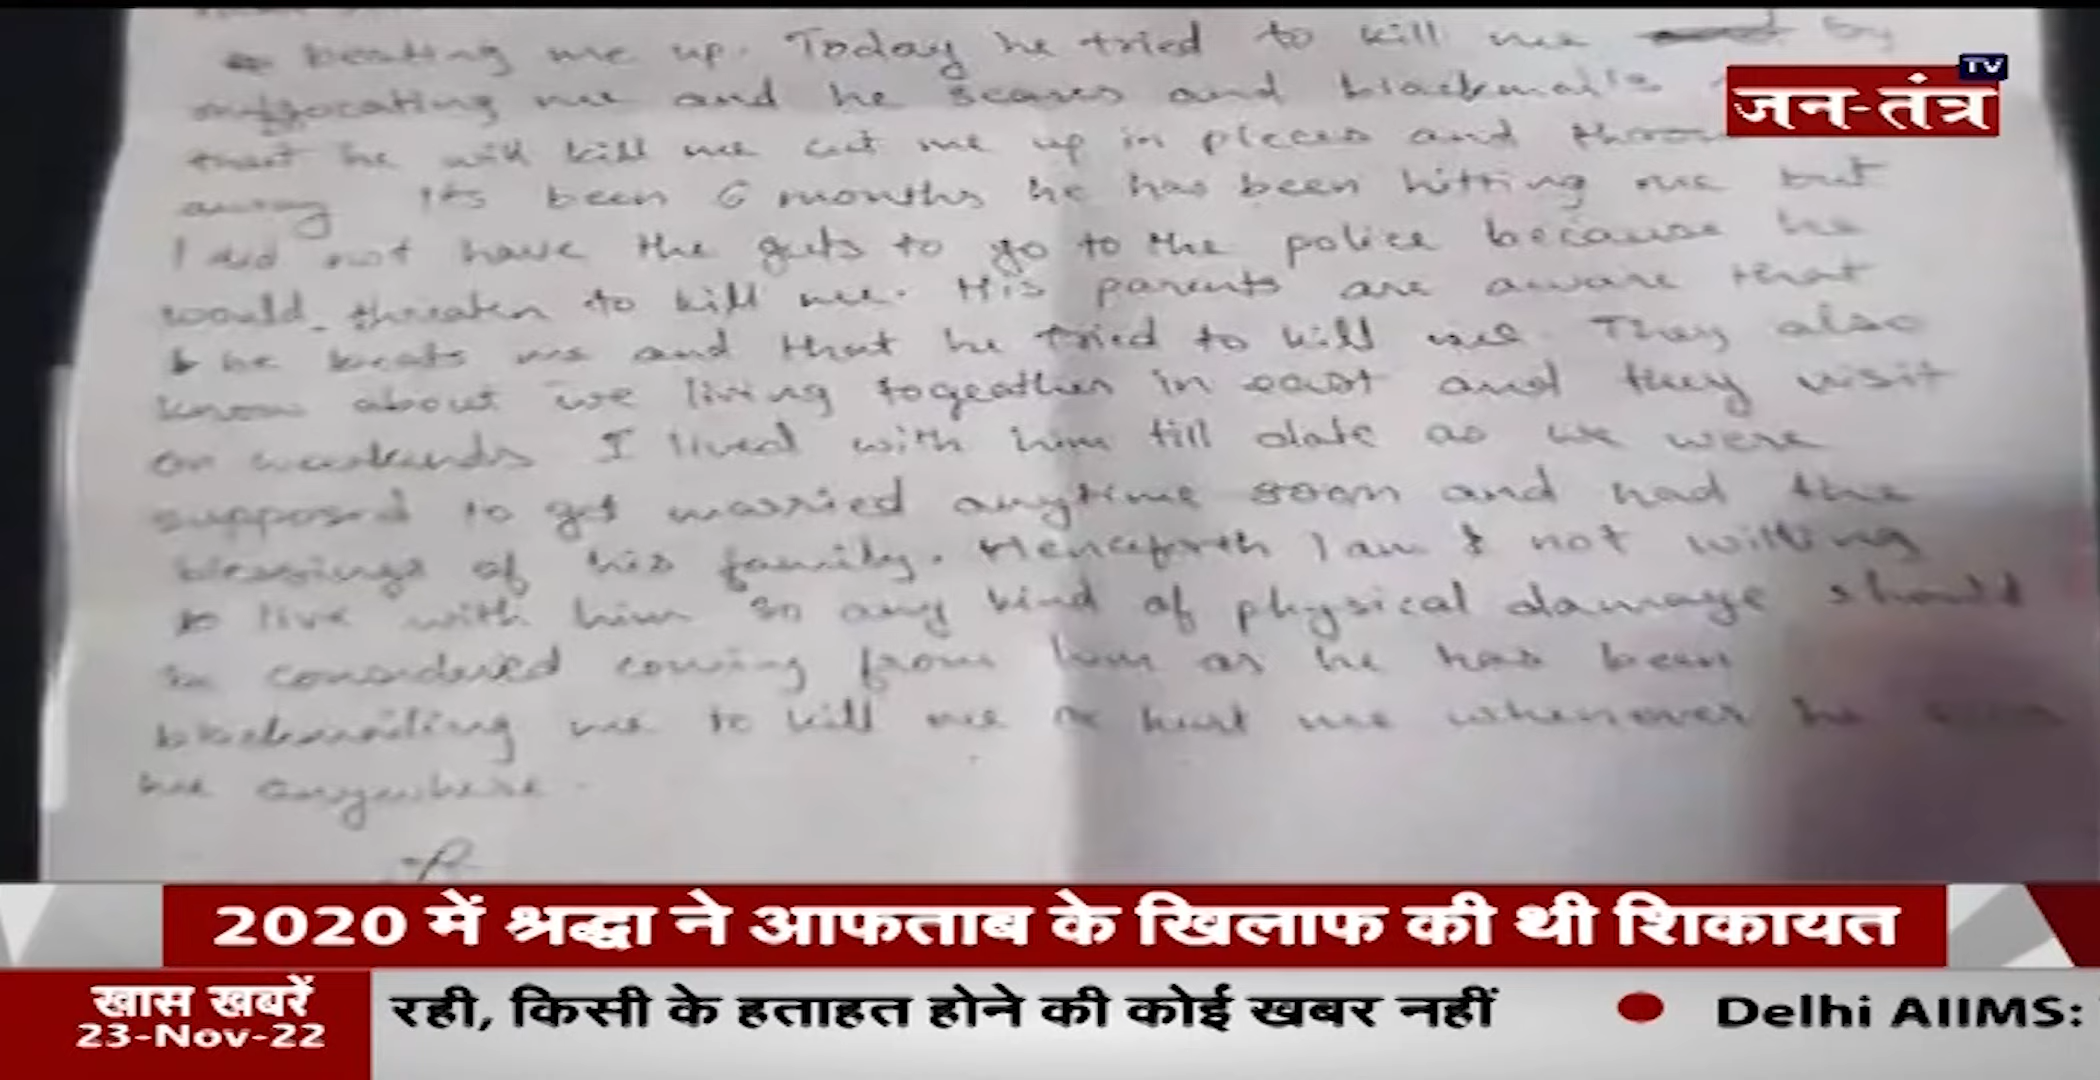 beating me up. Today he tried to kill me by
suffocating me and he scares and blackmails
that he will kill me cut me up in pieces and throw
away Its been 6 months he has been hitting me but
I did not have the guts to go to the police because he
would threaten to kill me. His parents are aware that
he beats me and that he tried to kill me. They also
know about we living togeather in and they visit
on weekends I lived with him till date as we were
supposed to get married anytime soon and had the
blessings of his family. Henceforth I am not willing
to live with him so any kind of physical damage should
be considered coming from him as he has been
blackmailing me to kill me or hurt me whenever he sees
me anywhere.
TV
जन-तंत्र
2020 में श्रद्धा ने आफताब के खिलाफ की थी शिकायत
खास खबरें
23-Nov-22
रही, किसी के हताहत होने की कोई खबर नहीं ● Delhi AIIMS: